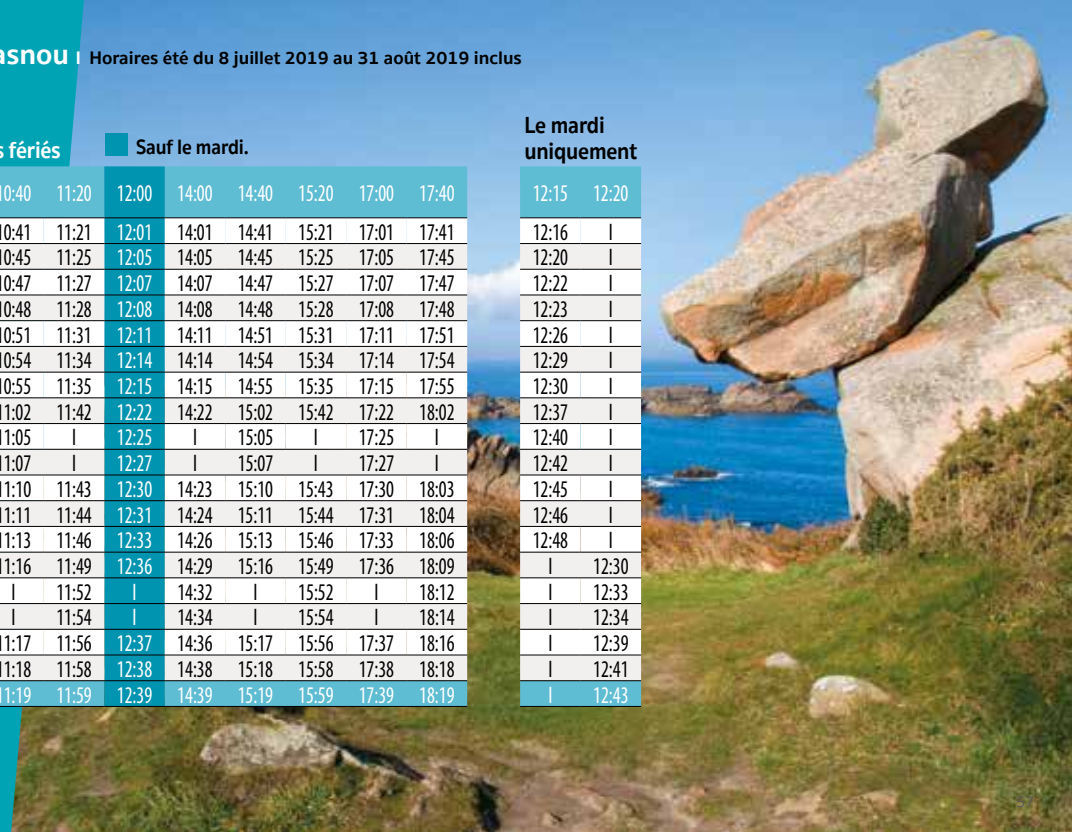 asnou Horaires été du 8 juillet 2019 au 31 août 2019 inclus
s fériés Sauf le mardi. Le mardi
uniquement
10:40 11:20 12:00 14:00 14:40 15:20 17:00 17:40 12:15 12:20
10:41 11:21 12:01 14:01 14:41 15:21 17:01 17:41 12:16 I
10:45 11:25 12:05 14:05 14:45 15:25 17:05 17:45 12:20 I
10:47 11:27 12:07 14:07 14:47 15:27 17:07 17:47 12:22 I
10:48 11:28 12:08 14:08 14:48 15:28 17:08 17:48 12:23 I
10:51 11:31 12:11 14:11 14:51 15:31 17:11 17:51 12:26 I
10:54 11:34 12:14 14:14 14:54 15:34 17:14 17:54 12:29 I
10:55 11:35 12:15 14:15 14:55 15:35 17:15 17:55 12:30 I
11:02 11:42 12:22 14:22 15:02 15:42 17:22 18:02 12:37 I
11:05 I 12:25 I 15:05 I 17:25 I 12:40 I
11:07 I 12:27 I 15:07 I 17:27 I 12:42 I
11:10 11:43 12:30 14:23 15:10 15:43 17:30 18:03 12:45 I
11:11 11:44 12:31 14:24 15:11 15:44 17:31 18:04 12:46 I
11:13 11:46 12:33 14:26 15:13 15:46 17:33 18:06 12:48 I
11:16 11:49 12:36 14:29 15:16 15:49 17:36 18:09 I 12:30
I 11:52 I 14:32 I 15:52 I 18:12 I 12:33
I 11:54 I 14:34 I 15:54 I 18:14 I 12:34
11:17 11:56 12:37 14:36 15:17 15:56 17:37 18:16 I 12:39
11:18 11:58 12:38 14:38 15:18 15:58 17:38 18:18 I 12:41
11:19 11:59 12:39 14:39 15:19 15:59 17:39 18:19 I 12:43